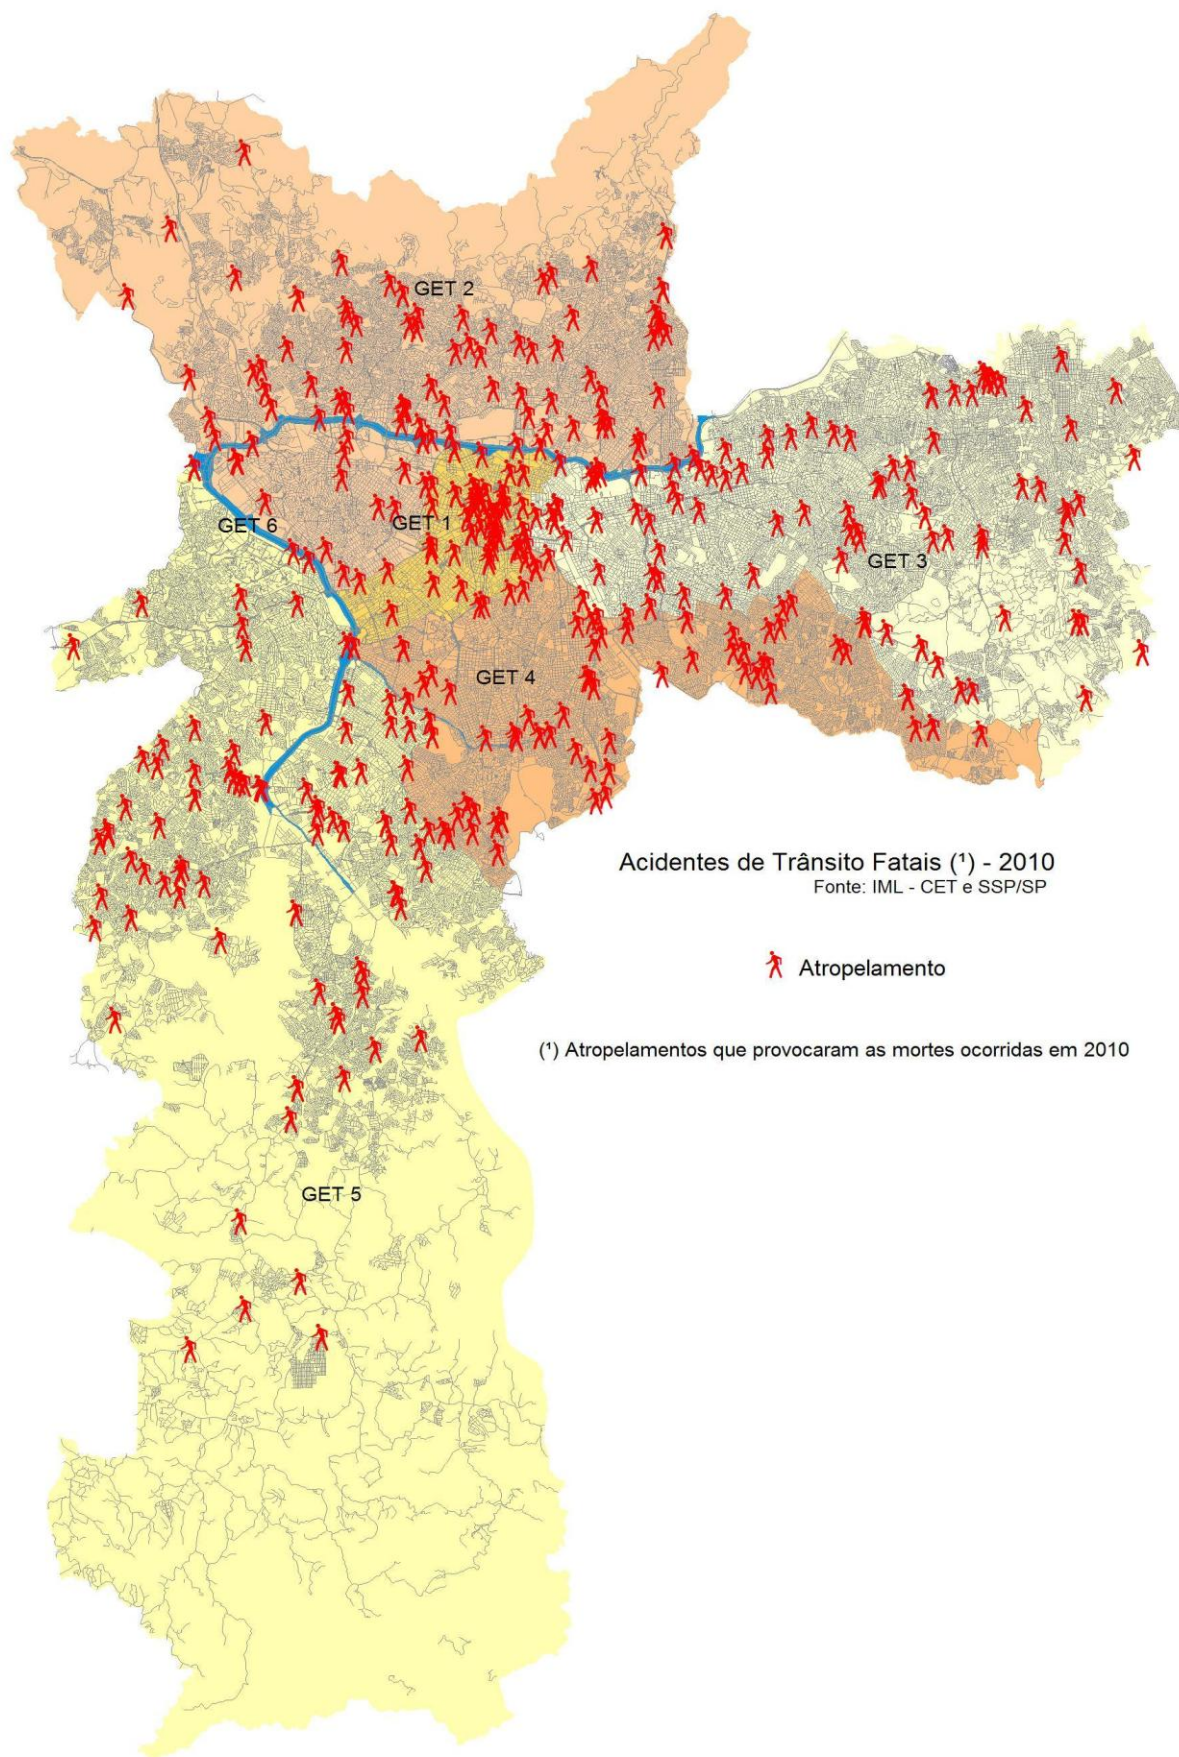 GET 2
GET 6
GET 1
GET 3
GET 4
Acidentes de Trânsito Fatais (¹) - 2010
Fonte: IML - CET e SSP/SP
Atropelamento
(¹) Atropelamentos que provocaram as mortes ocorridas em 2010
GET 5